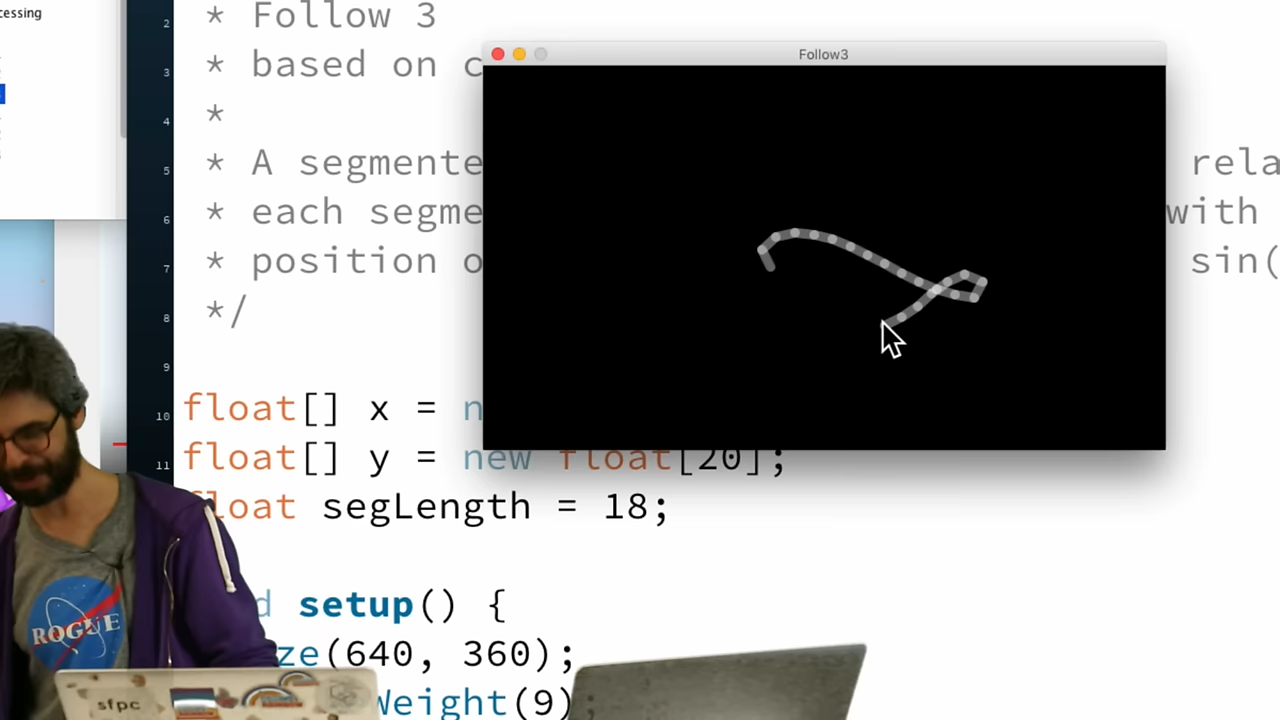 cessing
2 * Follow 3
3 * based on c
4 *
5 * A segmente rela
6 * each segme with
7 * position o sin(
8 */
9
10 float[] x = n
11 float[] y = new float[20];
float segLength = 18;
d setup() {
ze(640, 360);
Weight(9)
Follow3
ROGUE
sfpc